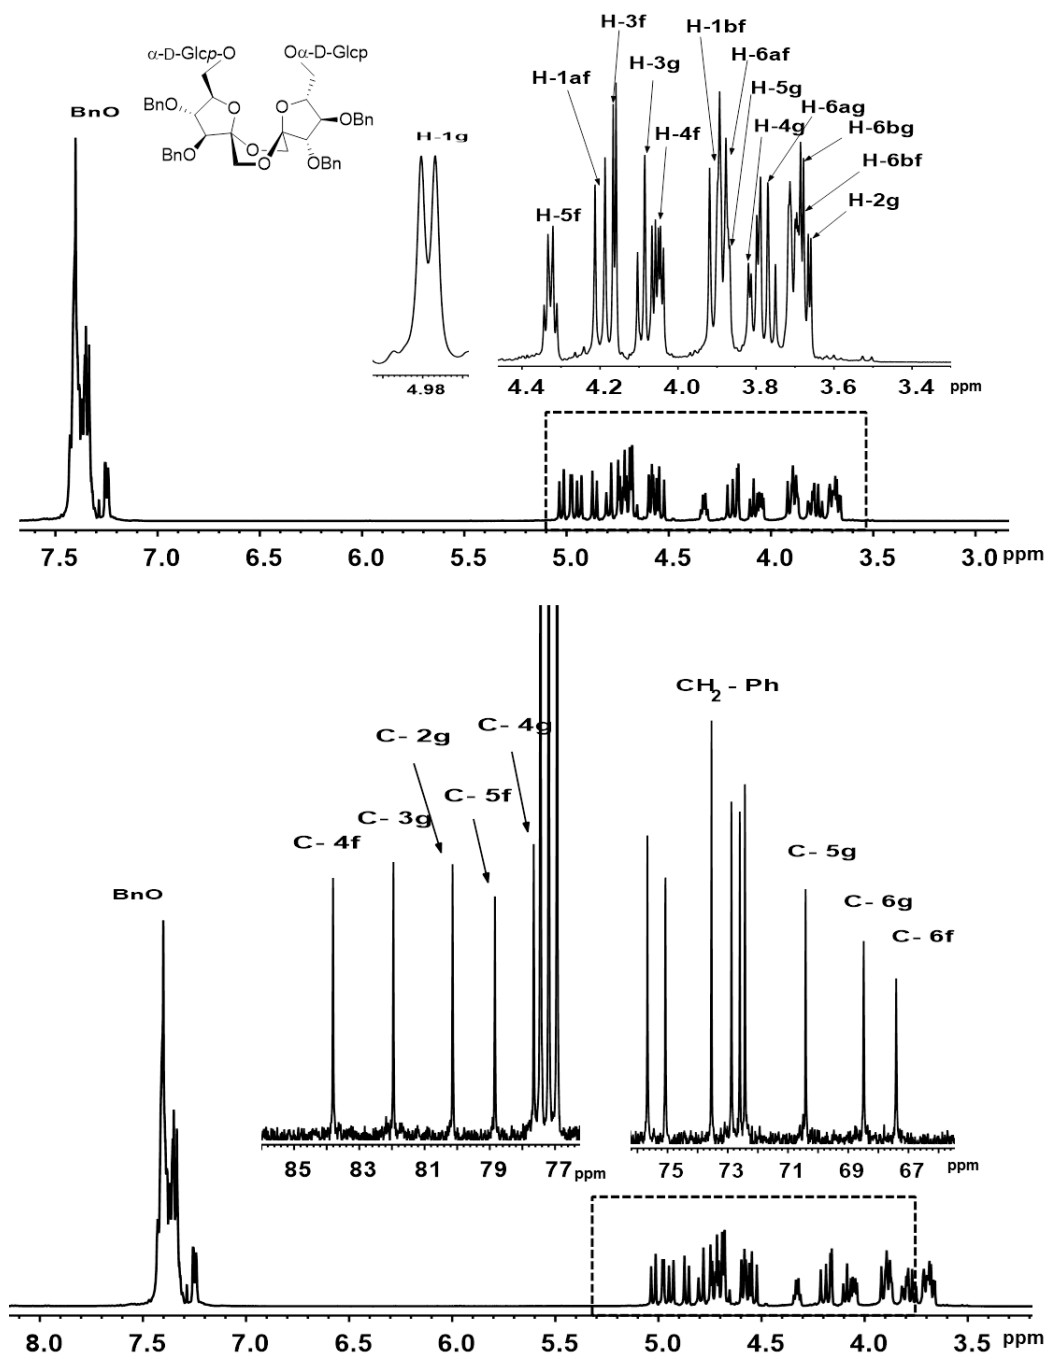 H-3f
H-1bf
α-D-Glcp-O
Oα-D-Glcp
H-3g
H-6af
H-1af
H-5g
BnO
BnO
O
O
OBn
H-4f
H-4g
H-6ag
H-6bg
H-1g
BnO
O
O
OBn
H-6bf
H-5f
H-2g
4.98
4.4 4.2 4.0 3.8 3.6 3.4 ppm
7.5 7.0 6.5 6.0 5.5 5.0 4.5 4.0 3.5 3.0 ppm
CH2 - Ph
C- 4g
C- 2g
C- 5f
C- 3g
C- 4f
C- 5g
BnO
C- 6g
C- 6f
85 83 81 79 77 ppm
75 73 71 69 67 ppm
8.0 7.5 7.0 6.5 6.0 5.5 5.0 4.5 4.0 3.5 ppm